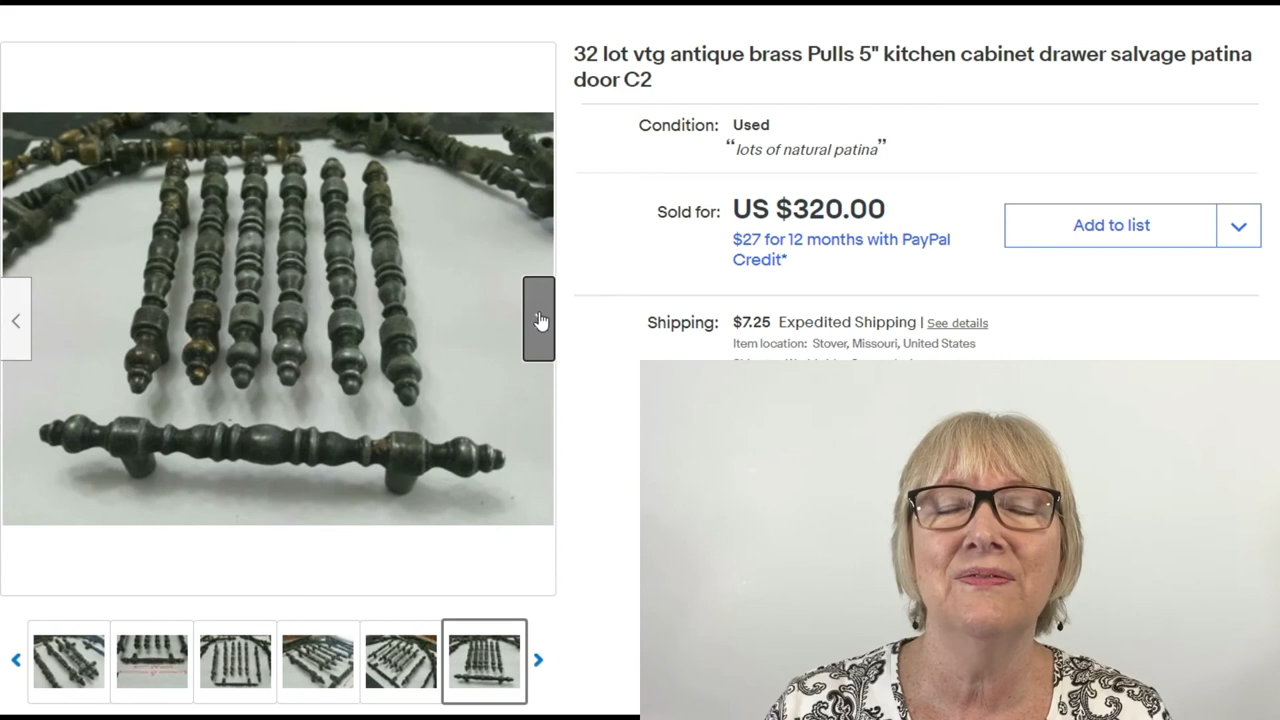 32 lot vtg antique brass Pulls 5" kitchen cabinet drawer salvage patina
door C2
Condition: Used
“lots of natural patina”
Sold for: US $320.00
Add to list
$27 for 12 months with PayPal
Credit*
Shipping: $7.25 Expedited Shipping | See details
Item location: Stover, Missouri, United States